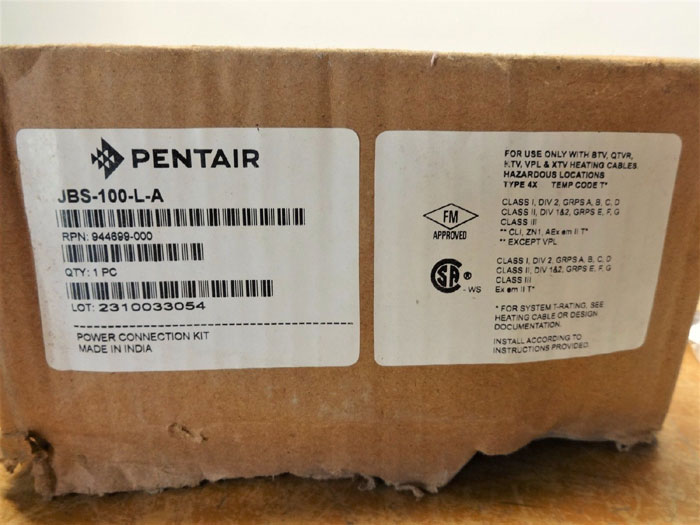 PENTAIR
JBS-100-L-A
RPN: 944699-000
QTY: 1 PC
LOT: 2310033054
POWER CONNECTION KIT
MADE IN INDIA
FOR USE ONLY WITH BTV, QTVR,
KTV, VPL & XTV HEATING CABLES.
HAZARDOUS LOCATIONS
TYPE 4X TEMP CODE T*
FM
APPROVED
CLASS I, DIV 2, GRPS A, B, C, D
CLASS II, DIV 1&2, GRPS E, F, G
CLASS III
** CLI, ZN1, AEx em II T*
** EXCEPT VPL
SA ® - WS
CLASS I, DIV 2, GRPS A, B, C, D
CLASS II, DIV 1&2, GRPS E, F, G
CLASS III
Ex em II T*
* FOR SYSTEM T-RATING, SEE
HEATING CABLE OR DESIGN
DOCUMENTATION.
INSTALL ACCORDING TO
INSTRUCTIONS PROVIDED.